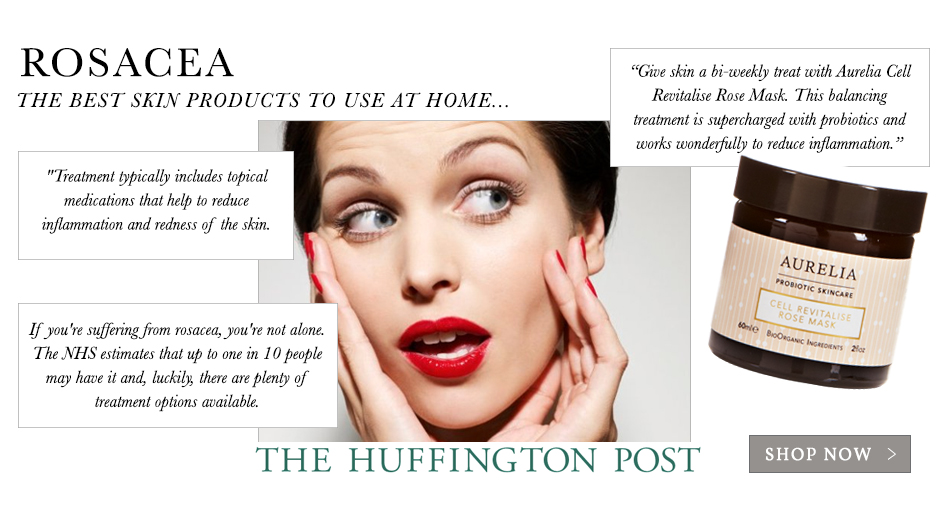 ROSACEA
THE BEST SKIN PRODUCTS TO USE AT HOME...
"Treatment typically includes topical
medications that help to reduce
inflammation and redness of the skin.
If you're suffering from rosacea, you're not alone.
The NHS estimates that up to one in 10 people
may have it and, luckily, there are plenty of
treatment options available.
“Give skin a bi-weekly treat with Aurelia Cell
Revitalise Rose Mask. This balancing
treatment is supercharged with probiotics and
works wonderfully to reduce inflammation.”
AURELIA
PROBIOTIC SKINCARE
CELL REVITALISE
ROSE MASK
60ml℮ BIOORGANIC INGREDIENTS 2floz
THE HUFFINGTON POST
SHOP NOW >